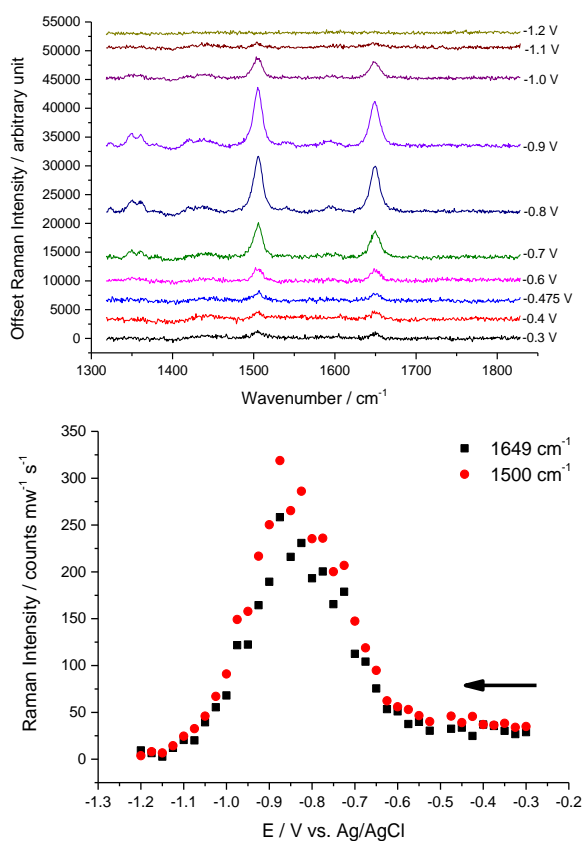 55000
50000
45000
40000
35000
30000
25000
20000
15000
10000
5000
0
Offset Raman Intensity / arbitrary unit
-1.2 V
-1.1 V
-1.0 V
-0.9 V
-0.8 V
-0.7 V
-0.6 V
-0.475 V
-0.4 V
-0.3 V
1300 1400 1500 1600 1700 1800
Wavenumber / cm⁻¹
350
300
250
200
150
100
50
0
Raman Intensity / counts mw⁻¹ s⁻¹
1649 cm⁻¹
1500 cm⁻¹
-1.3 -1.2 -1.1 -1.0 -0.9 -0.8 -0.7 -0.6 -0.5 -0.4 -0.3 -0.2
E / V vs. Ag/AgCl